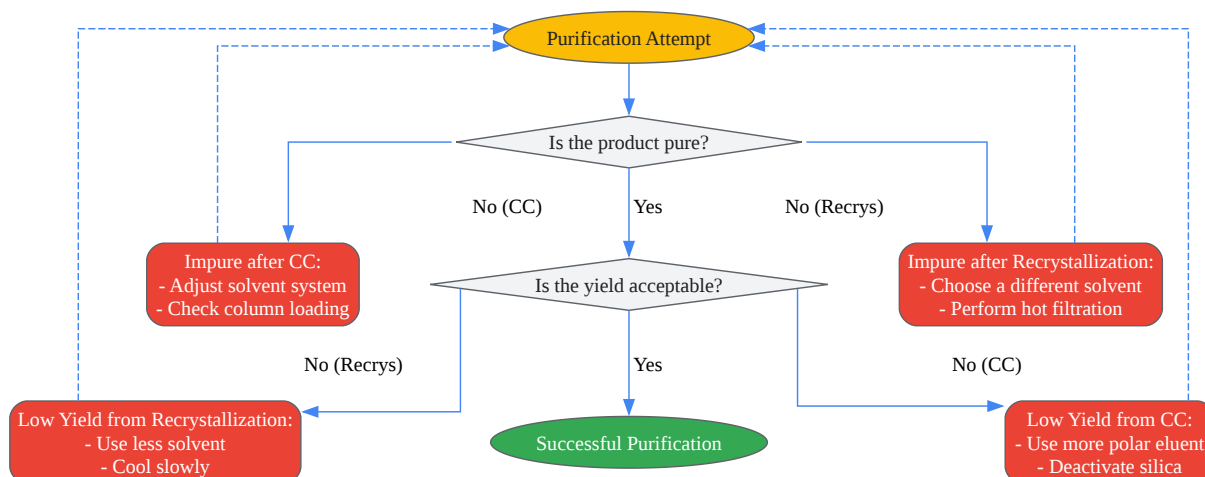 Purification Attempt
Is the product pure?
No (CC)
Yes
No (Recrys)
Impure after CC:
- Adjust solvent system
- Check column loading
Impure after Recrystallization:
- Choose a different solvent
- Perform hot filtration
Is the yield acceptable?
No (Recrys)
Yes
No (CC)
Low Yield from Recrystallization:
- Use less solvent
- Cool slowly
Successful Purification
Low Yield from CC:
- Use more polar eluent
- Deactivate silica